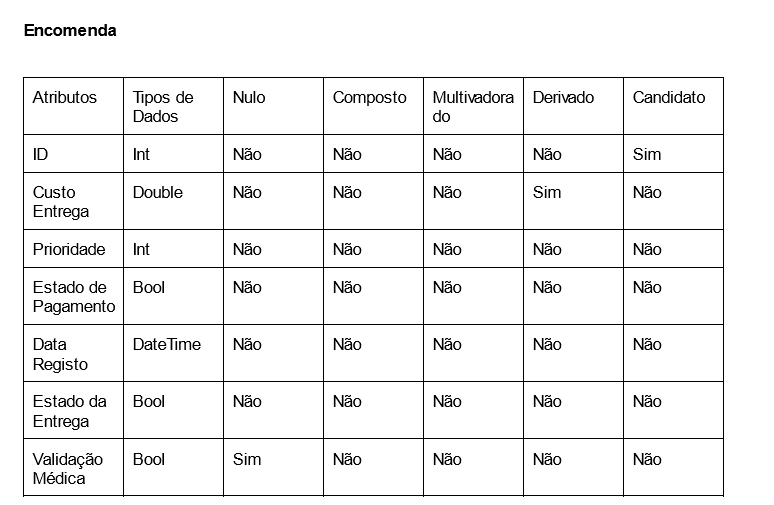 Encomenda
Atributos Tipos de Dados Nulo Composto Multivadora do Derivado Candidato
ID Int Não Não Não Não Sim
Custo Entrega Double Não Não Não Sim Não
Prioridade Int Não Não Não Não Não
Estado de Pagamento Bool Não Não Não Não Não
Data Registo DateTime Não Não Não Não Não
Estado da Entrega Bool Não Não Não Não Não
Validação Médica Bool Sim Não Não Não Não